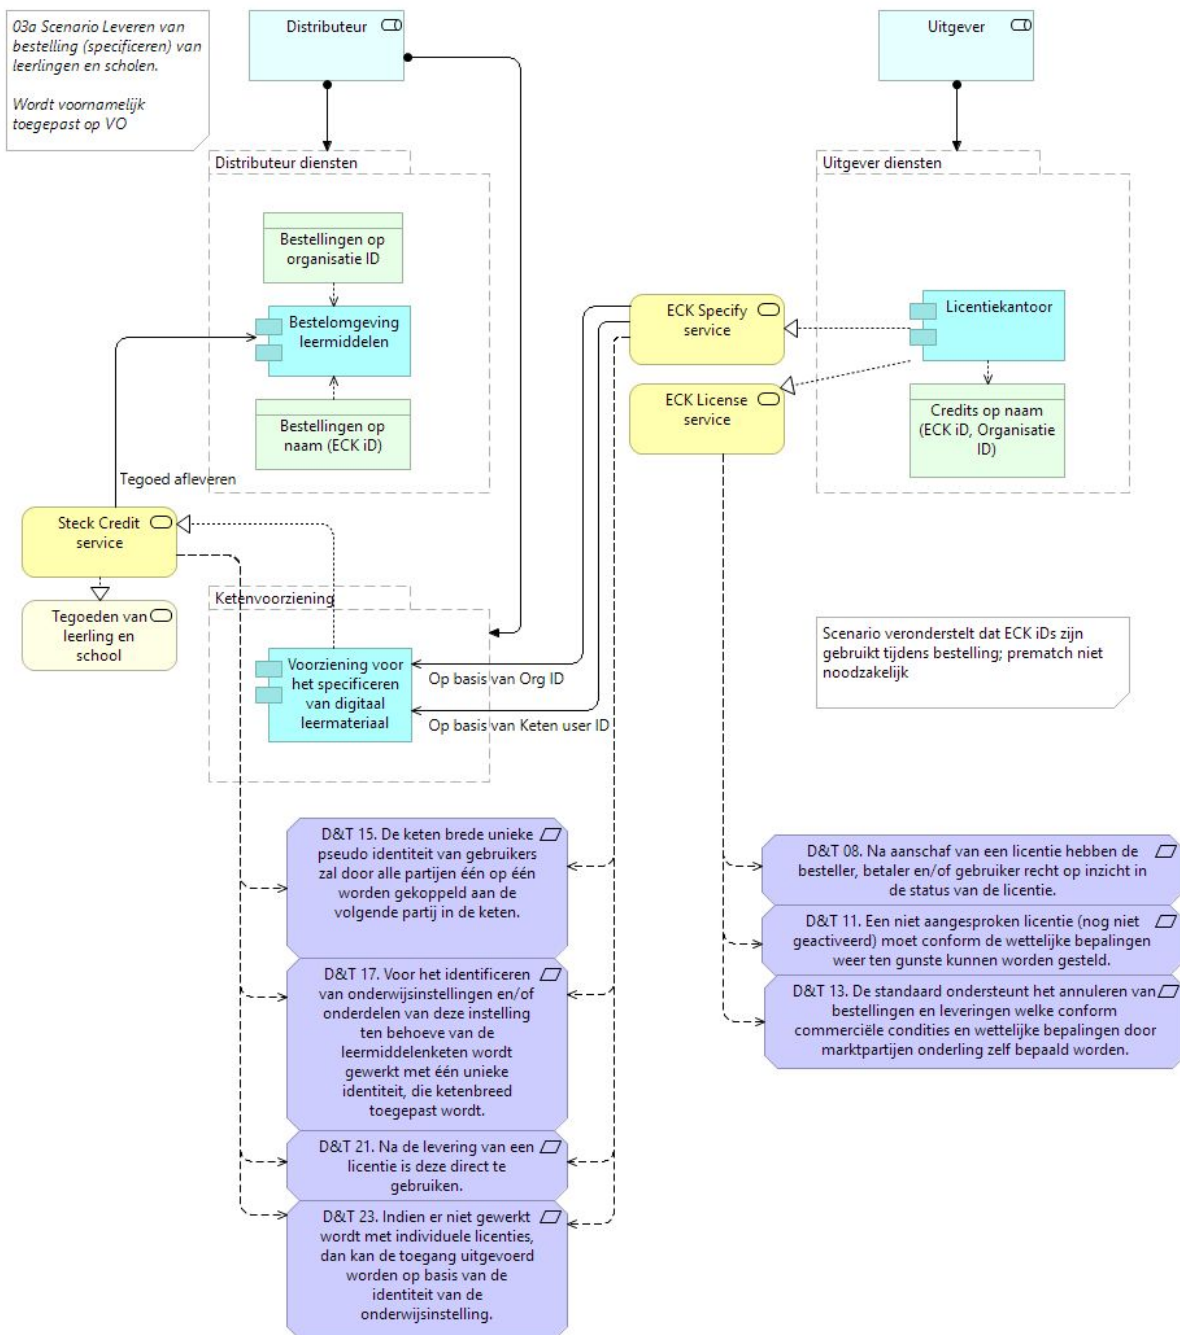 03a Scenario Leveren van
bestelling (specificeren) van
leerlingen en scholen.
Wordt voornamelijk
toegepast op VO
Distributeur
Uitgever
Distributeur diensten
Uitgever diensten
Bestellingen op
organisatie ID
Bestelomgeving
leermiddelen
Bestellingen op
naam (ECK iD)
ECK Specify
service
Licentiekantoor
ECK License
service
Credits op naam
(ECK iD, Organisatie
ID)
Tegoed afleveren
Steck Credit
service
Tegoeden van
leerling en
school
Ketenvoorziening
Voorziening voor
het specificeren
van digitaal
leermateriaal
Op basis van Org ID
Op basis van Keten user ID
Scenario veronderstelt dat ECK iDs zijn
gebruikt tijdens bestelling; prematch niet
noodzakelijk
D&T 15. De keten brede unieke
pseudo identiteit van gebruikers
zal door alle partijen één op één
worden gekoppeld aan de
volgende partij in de keten.
D&T 17. Voor het identificeren
van onderwijsinstellingen en/of
onderdelen van deze instelling
ten behoeve van de
leermiddelenketen wordt
gewerkt met één unieke
identiteit, die ketenbreed
toegepast wordt.
D&T 21. Na de levering van een
licentie is deze direct te
gebruiken.
D&T 23. Indien er niet gewerkt
wordt met individuele licenties,
dan kan de toegang uitgevoerd
worden op basis van de
identiteit van de
onderwijsinstelling.
D&T 08. Na aanschaf van een licentie hebben de
besteller, betaler en/of gebruiker recht op inzicht in
de status van de licentie.
D&T 11. Een niet aangesproken licentie (nog niet
geactiveerd) moet conform de wettelijke bepalingen
weer ten gunste kunnen worden gesteld.
D&T 13. De standaard ondersteunt het annuleren van
bestellingen en leveringen welke conform
commerciële condities en wettelijke bepalingen door
marktpartijen onderling zelf bepaald worden.